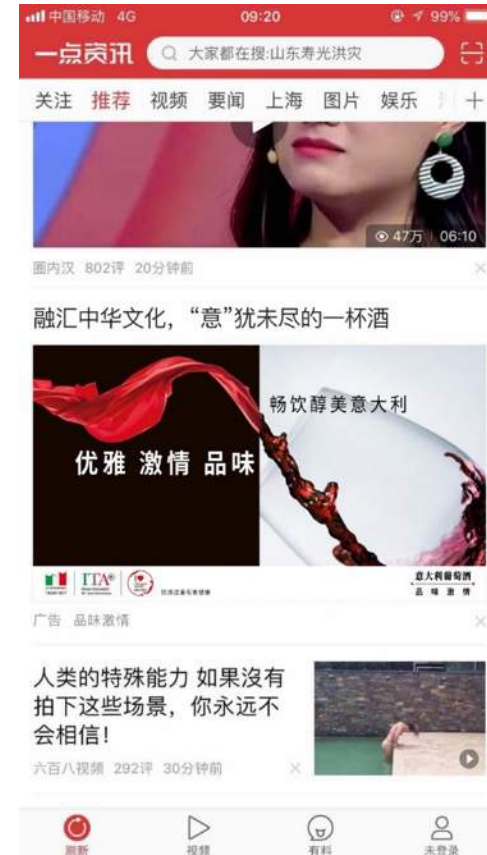 中国移动 4G 09:20 99%
一点资讯 大家都在搜:山东寿光洪灾
关注 推荐 视频 要闻 上海 图片 娱乐
47万 06:10
圈内汉 802评 20分钟前
融汇中华文化，“意”犹未尽的一杯酒
畅饮醇美意大利
优雅 激情 品味
ITA®
意大利葡萄酒
品味激情
广告 品味激情
人类的特殊能力 如果沒有
拍下这些场景，你永远不
会相信！
六百八视频 292评 30分钟前
刷新 视频 有料 未登录